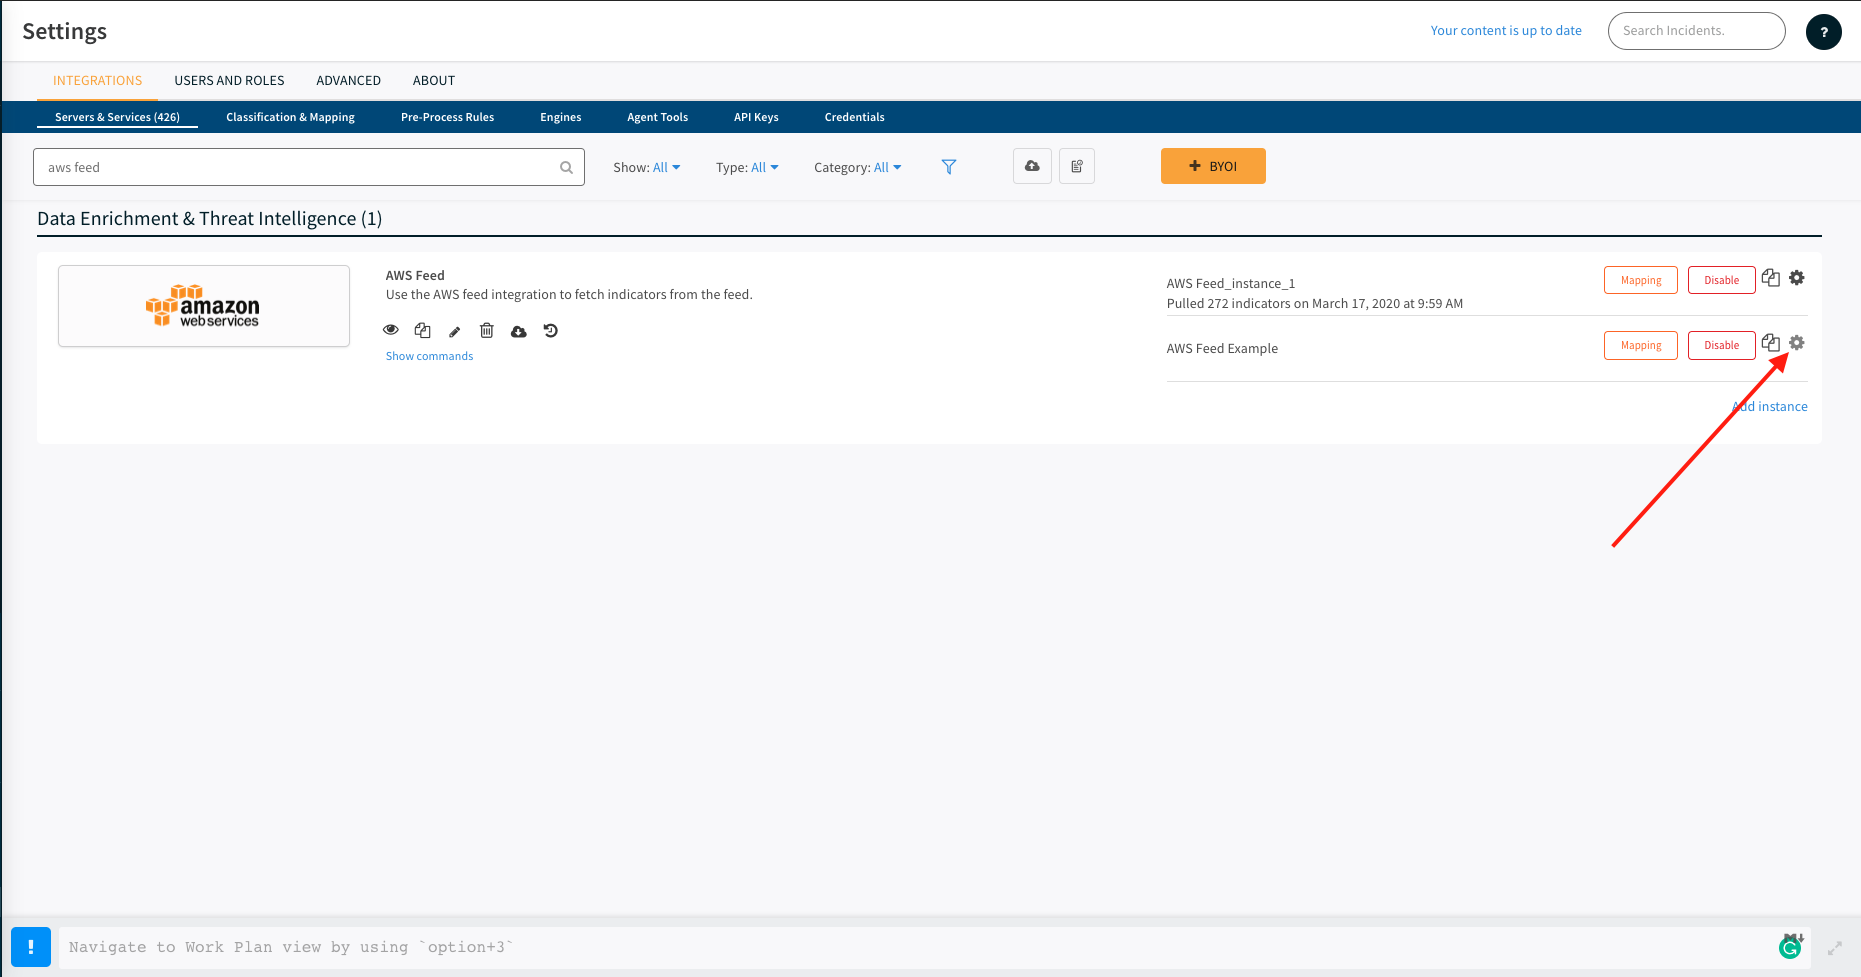 Settings
Your content is up to date
Search Incidents.
?
INTEGRATIONS USERS AND ROLES ADVANCED ABOUT
Servers & Services (426) Classification & Mapping Pre-Process Rules Engines Agent Tools API Keys Credentials
aws feed
Show: All Type: All Category: All
+ BYOI
Data Enrichment & Threat Intelligence (1)
amazon
web services
AWS Feed
Use the AWS feed integration to fetch indicators from the feed.
Show commands
AWS Feed_instance_1
Pulled 272 indicators on March 17, 2020 at 9:59 AM
Mapping Disable
AWS Feed Example
Mapping Disable
Add instance
! Navigate to Work Plan view by using `option+3`